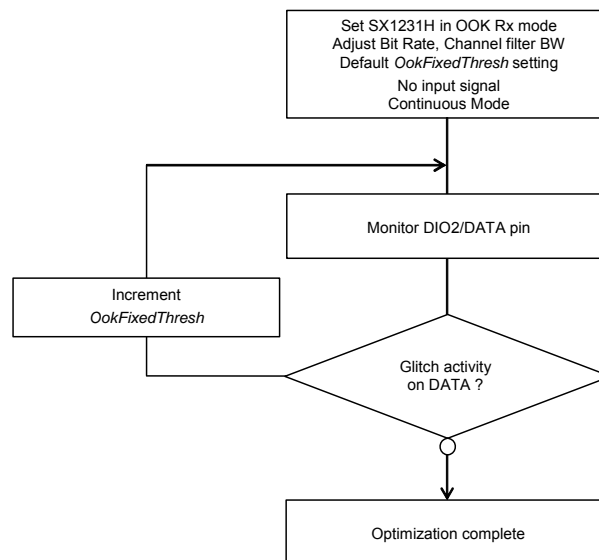 Set SX1231H in OOK Rx mode
Adjust Bit Rate, Channel filter BW
Default OokFixedThresh setting
No input signal
Continuous Mode
Monitor DIO2/DATA pin
Increment
OokFixedThresh
Glitch activity
on DATA ?
Optimization complete